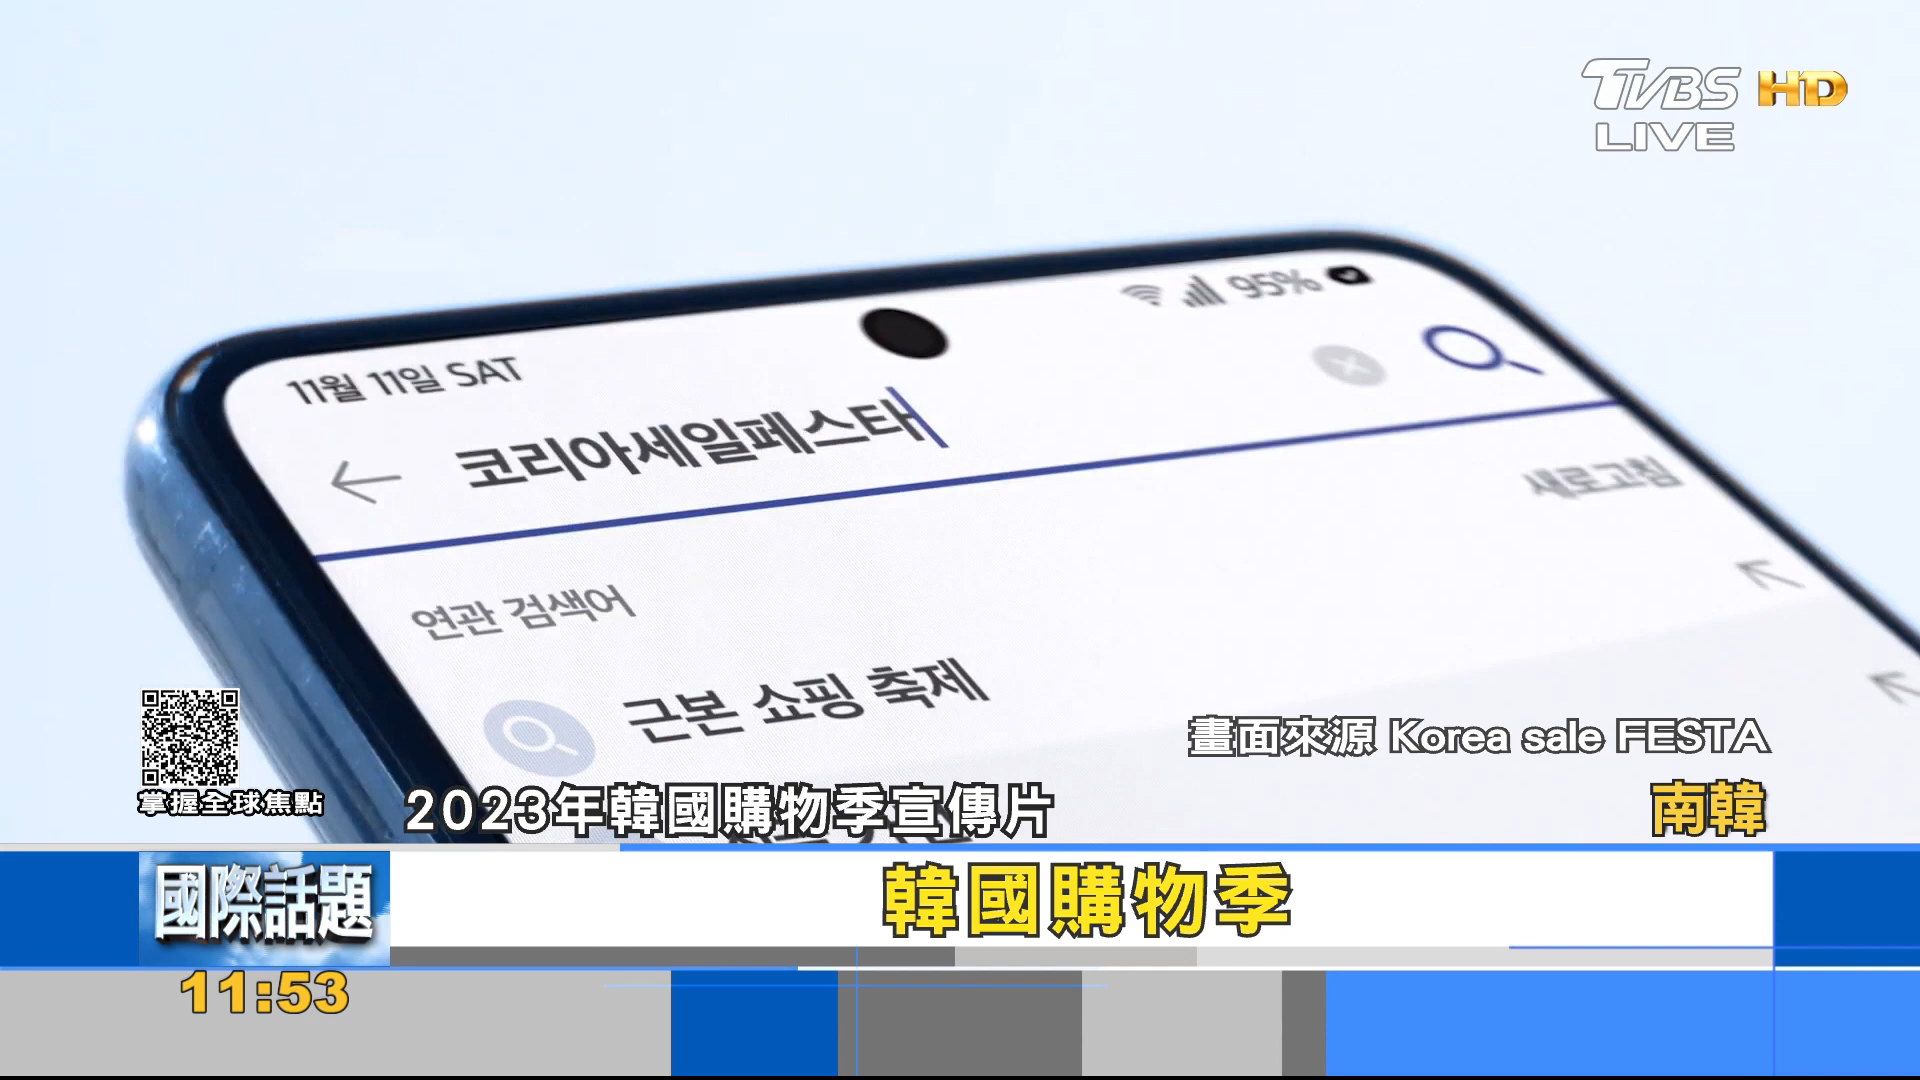 TVBS HD
LIVE
95%
11월 11일 SAT
코리아세일페스타
새로고침
연관 검색어
근본 쇼핑 축제
畫面來源 Korea sale FESTA
掌握全球焦點
2023年韓國購物季宣傳片
南韓
國際話題
韓國購物季
11:53